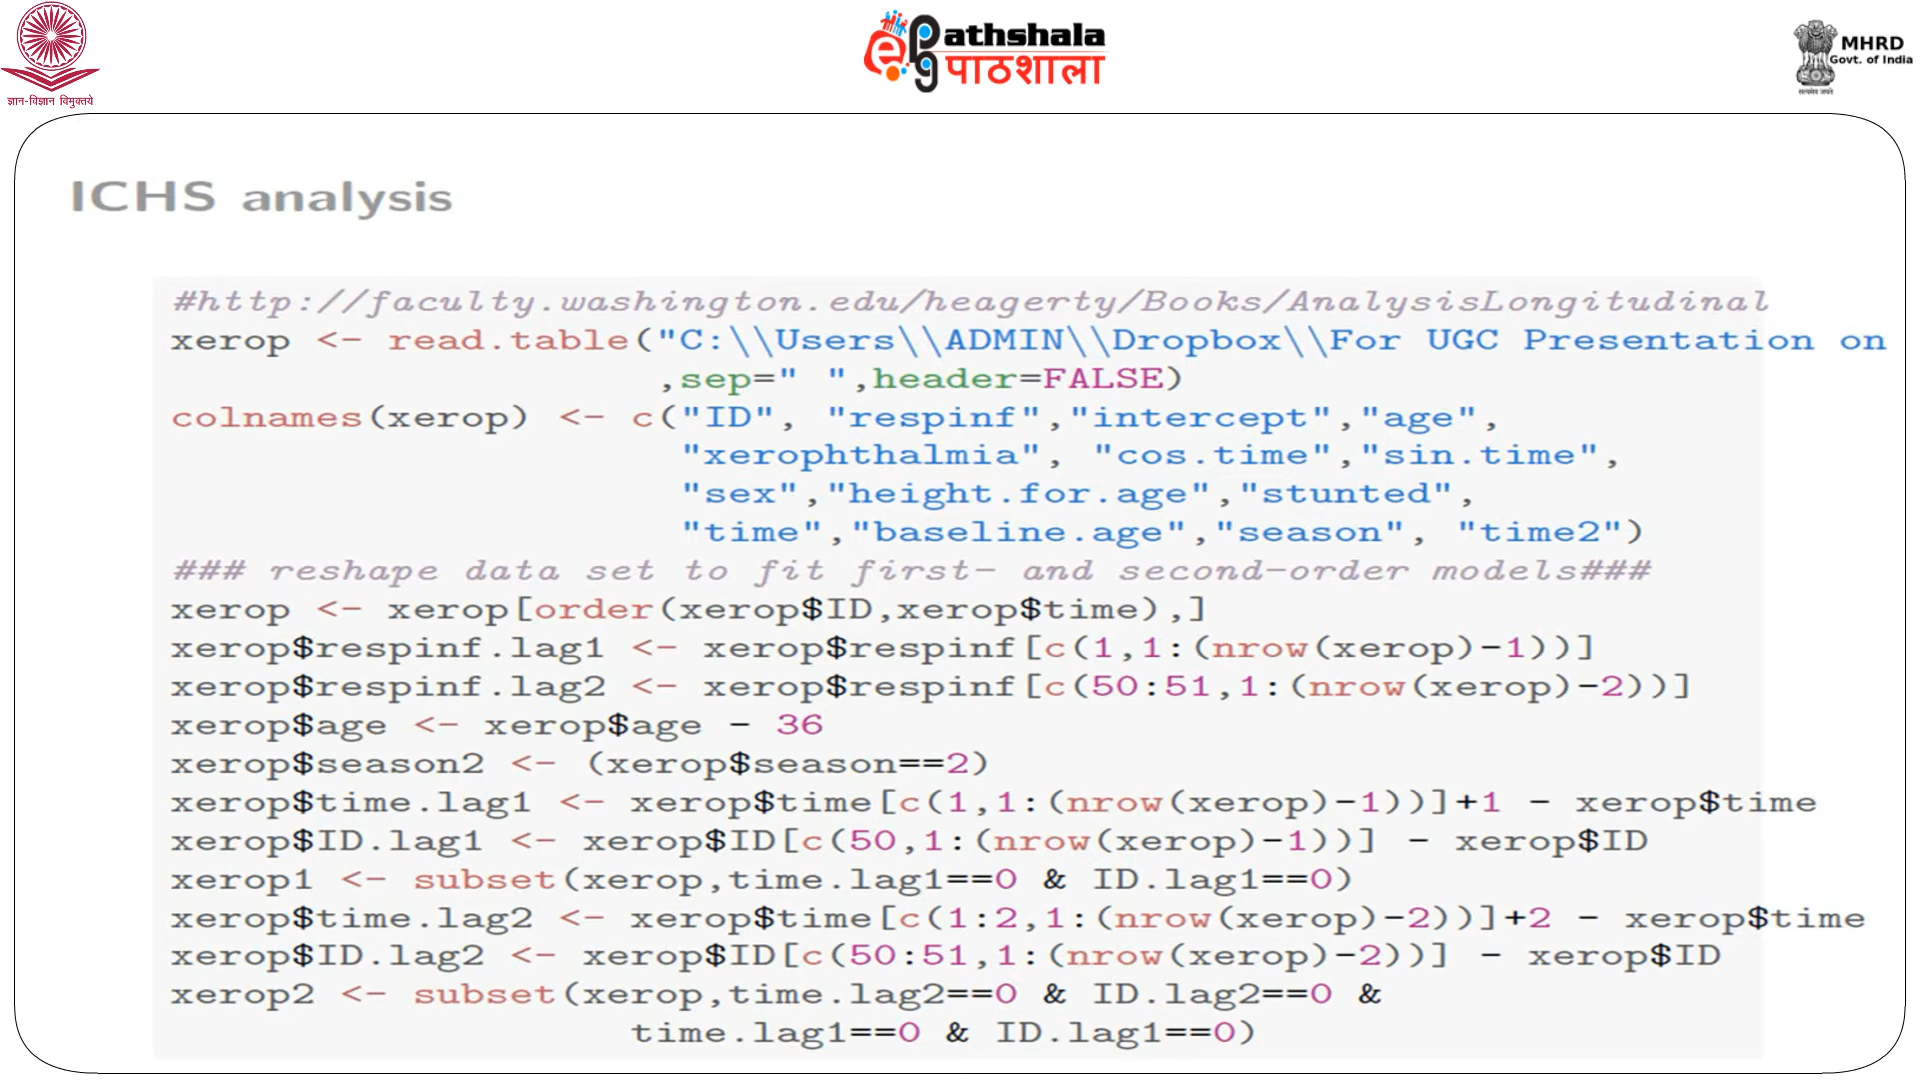 ज्ञान-विज्ञान विमुक्तये
ePG athshala
पाठशाला
MHRD
Govt. of India
सत्यमेव जयते
ICHS analysis
#http://faculty.washington.edu/heagerty/Books/AnalysisLongitudinal
xerop <- read.table("C:\\Users\\ADMIN\\Dropbox\\For UGC Presentation on
,sep=" ",header=FALSE)
colnames(xerop) <- c("ID", "respinf","intercept","age",
"xerophthalmia", "cos.time","sin.time",
"sex","height.for.age","stunted",
"time","baseline.age","season", "time2")
### reshape data set to fit first- and second-order models###
xerop <- xerop[order(xerop$ID,xerop$time),]
xerop$respinf.lag1 <- xerop$respinf[c(1,1:(nrow(xerop)-1))]
xerop$respinf.lag2 <- xerop$respinf[c(50:51,1:(nrow(xerop)-2))]
xerop$age <- xerop$age - 36
xerop$season2 <- (xerop$season==2)
xerop$time.lag1 <- xerop$time[c(1,1:(nrow(xerop)-1))]+1 - xerop$time
xerop$ID.lag1 <- xerop$ID[c(50,1:(nrow(xerop)-1))] - xerop$ID
xerop1 <- subset(xerop,time.lag1==0 & ID.lag1==0)
xerop$time.lag2 <- xerop$time[c(1:2,1:(nrow(xerop)-2))]+2 - xerop$time
xerop$ID.lag2 <- xerop$ID[c(50:51,1:(nrow(xerop)-2))] - xerop$ID
xerop2 <- subset(xerop,time.lag2==0 & ID.lag2==0 &
time.lag1==0 & ID.lag1==0)